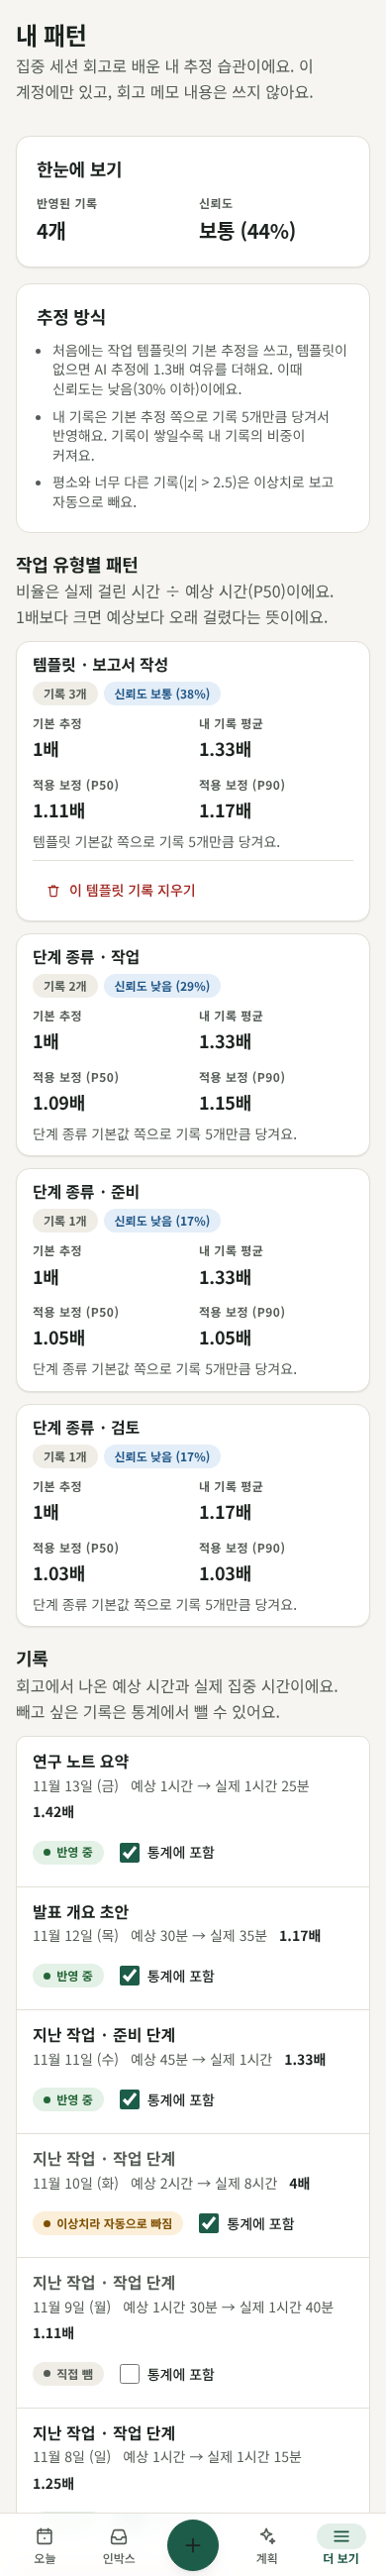 내 패턴
집중 세션 회고로 배운 내 추정 습관이에요. 이
계정에만 있고, 회고 메모 내용은 쓰지 않아요.
한눈에 보기
반영된 기록 신뢰도
4개 보통 (44%)
추정 방식
• 처음에는 작업 템플릿의 기본 추정을 쓰고, 템플릿이
없으면 AI 추정에 1.3배 여유를 더해요. 이때
신뢰도는 낮음(30% 이하)이에요.
• 내 기록은 기본 추정 쪽으로 기록 5개만큼 당겨서
반영해요. 기록이 쌓일수록 내 기록의 비중이
커져요.
• 평소와 너무 다른 기록(|z| > 2.5)은 이상치로 보고
자동으로 빼요.
작업 유형별 패턴
비율은 실제 걸린 시간 ÷ 예상 시간(P50)이에요.
1배보다 크면 예상보다 오래 걸렸다는 뜻이에요.
템플릿 · 보고서 작성
기록 3개 신뢰도 보통 (38%)
기본 추정 내 기록 평균
1배 1.33배
적용 보정 (P50) 적용 보정 (P90)
1.11배 1.17배
템플릿 기본값 쪽으로 기록 5개만큼 당겨요.
이 템플릿 기록 지우기
단계 종류 · 작업
기록 2개 신뢰도 낮음 (29%)
기본 추정 내 기록 평균
1배 1.33배
적용 보정 (P50) 적용 보정 (P90)
1.09배 1.15배
단계 종류 기본값 쪽으로 기록 5개만큼 당겨요.
단계 종류 · 준비
기록 1개 신뢰도 낮음 (17%)
기본 추정 내 기록 평균
1배 1.33배
적용 보정 (P50) 적용 보정 (P90)
1.05배 1.05배
단계 종류 기본값 쪽으로 기록 5개만큼 당겨요.
단계 종류 · 검토
기록 1개 신뢰도 낮음 (17%)
기본 추정 내 기록 평균
1배 1.17배
적용 보정 (P50) 적용 보정 (P90)
1.03배 1.03배
단계 종류 기본값 쪽으로 기록 5개만큼 당겨요.
기록
회고에서 나온 예상 시간과 실제 집중 시간이에요.
빼고 싶은 기록은 통계에서 뺄 수 있어요.
연구 노트 요약
11월 13일 (금) 예상 1시간 → 실제 1시간 25분
1.42배
반영 중 통계에 포함
발표 개요 초안
11월 12일 (목) 예상 30분 → 실제 35분 1.17배
반영 중 통계에 포함
지난 작업 · 준비 단계
11월 11일 (수) 예상 45분 → 실제 1시간 1.33배
반영 중 통계에 포함
지난 작업 · 작업 단계
11월 10일 (화) 예상 2시간 → 실제 8시간 4배
이상치라 자동으로 빠짐 통계에 포함
지난 작업 · 작업 단계
11월 9일 (월) 예상 1시간 30분 → 실제 1시간 40분
1.11배
직접 뺌 통계에 포함
지난 작업 · 작업 단계
11월 8일 (일) 예상 1시간 → 실제 1시간 15분
1.25배
오늘 인박스 계획 더 보기